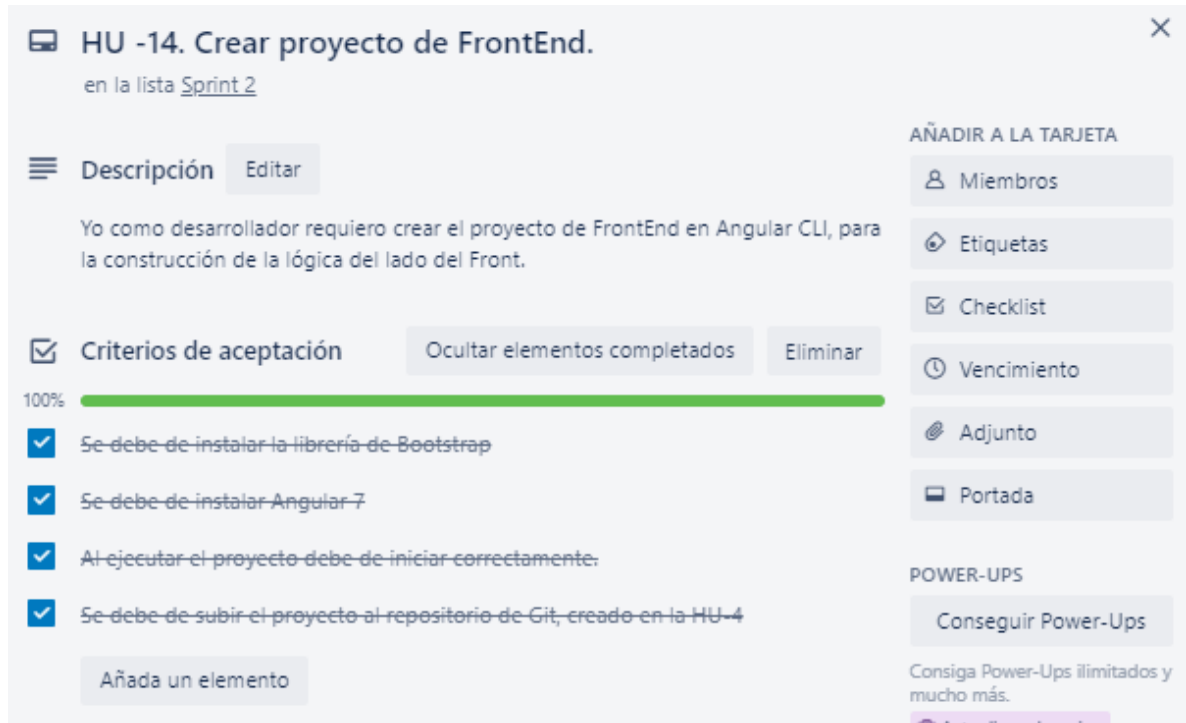 HU -14. Crear proyecto de FrontEnd.
en la lista Sprint 2
Descripción
Editar
Yo como desarrollador requiero crear el proyecto de FrontEnd en Angular CLI, para
la construcción de la lógica del lado del Front.
Criterios de aceptación
Ocultar elementos completados
Eliminar
100%
Se debe de instalar la librería de Bootstrap
Se debe de instalar Angular 7
Al ejecutar el proyecto debe de iniciar correctamente.
Se debe de subir el proyecto al repositorio de Git, creado en la HU-4
Añada un elemento
AÑADIR A LA TARJETA
Miembros
Etiquetas
Checklist
Vencimiento
Adjunto
Portada
POWER-UPS
Conseguir Power-Ups
Consiga Power-Ups ilimitados y
mucho más.